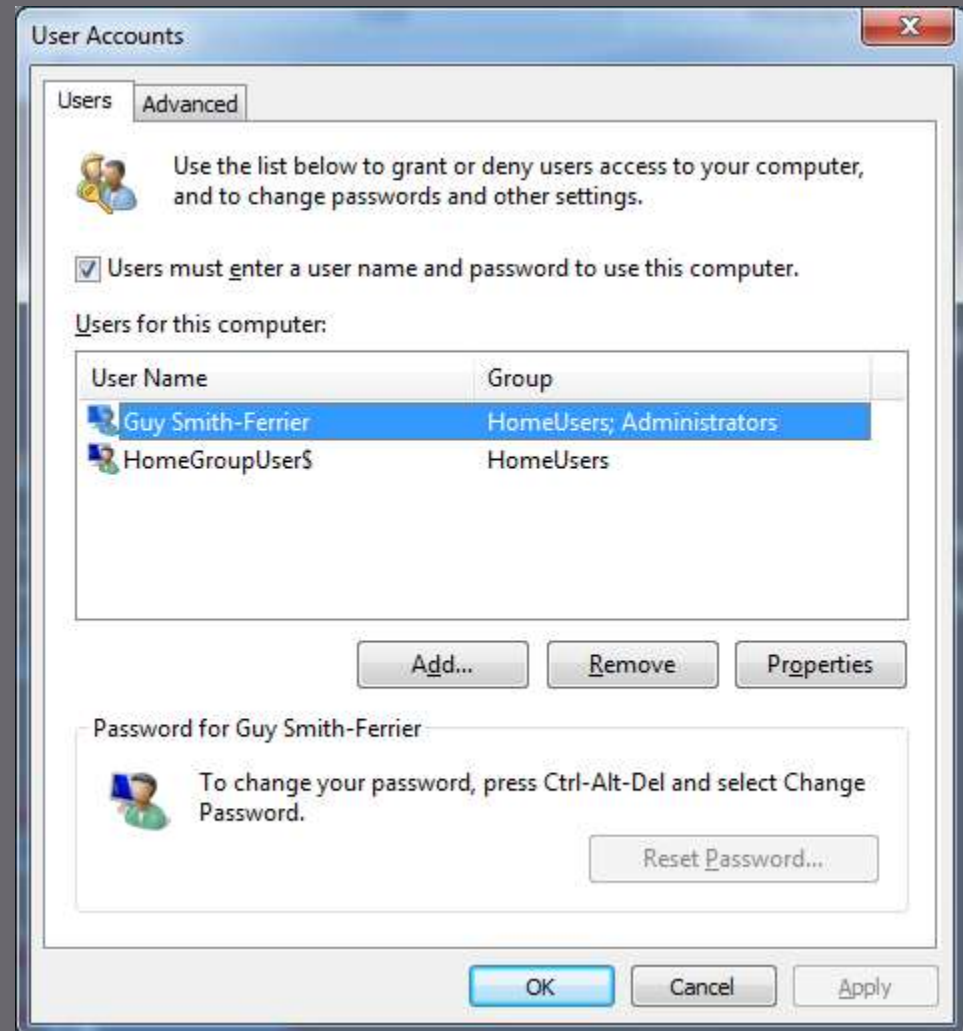 User Accounts
Users
Advanced
Use the list below to grant or deny users access to your computer,
and to change passwords and other settings.
Users must enter a user name and password to use this computer.
Users for this computer:
User Name Group
Guy Smith-Ferrier HomeUsers; Administrators
HomeGroupUser$ HomeUsers
Add... Remove Properties
Password for Guy Smith-Ferrier
To change your password, press Ctrl-Alt-Del and select Change
Password.
Reset Password...
OK Cancel Apply